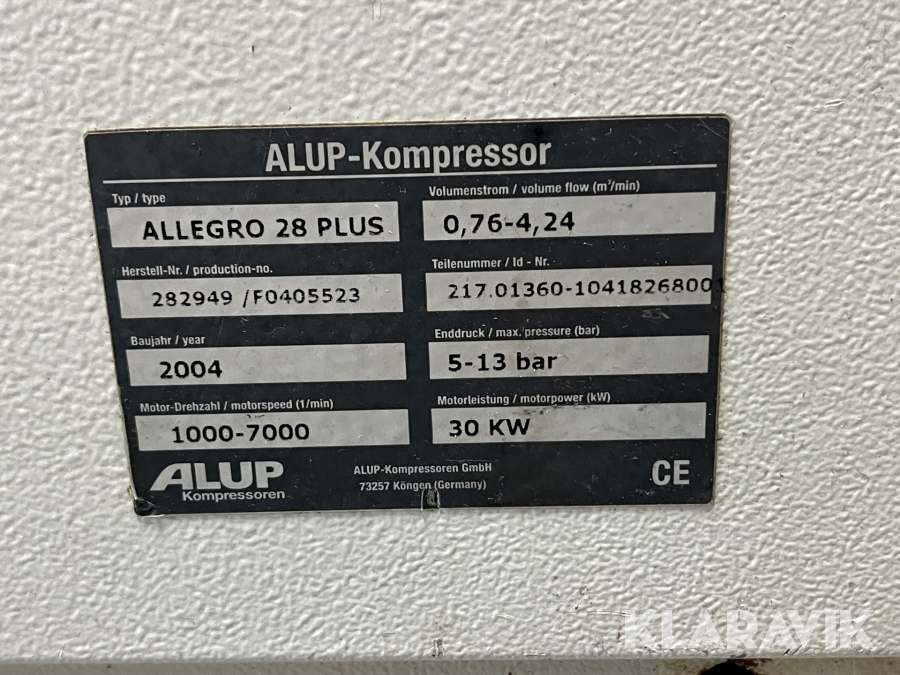 ALUP-Kompressor
Typ / type
ALLEGRO 28 PLUS
Volumenstrom / volume flow (m³/min)
0,76-4,24
Herstell-Nr. / production-no.
282949 /F0405523
Teilenummer / Id - Nr.
217.01360-10418268001
Baujahr / year
2004
Enddruck / max. pressure (bar)
5-13 bar
Motor-Drehzahl / motorspeed (1/min)
1000-7000
Motorleistung / motorpower (kW)
30 KW
ALUP
Kompressoren
ALUP-Kompressoren GmbH
73257 Köngen (Germany)
CE
KLARAVIK